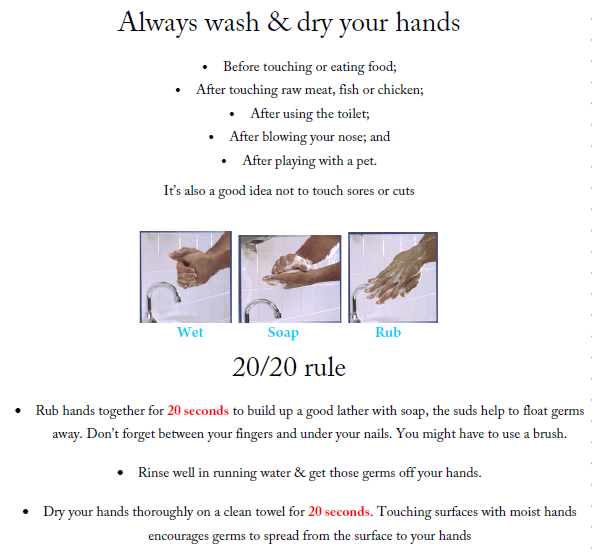 Always wash & dry your hands
• Before touching or eating food;
• After touching raw meat, fish or chicken;
• After using the toilet;
• After blowing your nose; and
• After playing with a pet.
It's also a good idea not to touch sores or cuts
Wet Soap Rub
20/20 rule
• Rub hands together for 20 seconds to build up a good lather with soap, the suds help to float germs
away. Don't forget between your fingers and under your nails. You might have to use a brush.
• Rinse well in running water & get those germs off your hands.
• Dry your hands thoroughly on a clean towel for 20 seconds. Touching surfaces with moist hands
encourages germs to spread from the surface to your hands